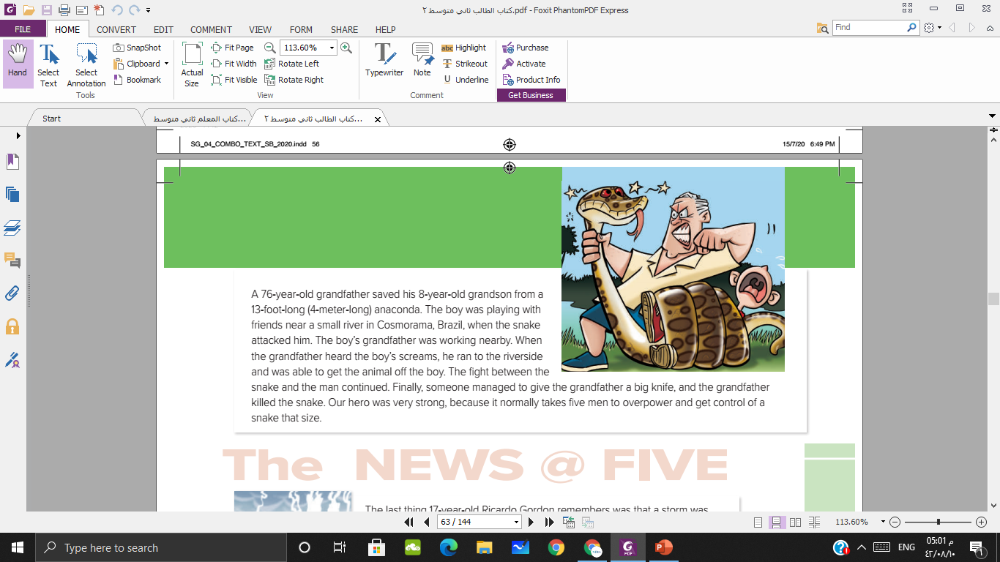 كتاب الطالب ثاني متوسط ٢.pdf - Foxit PhantomPDF Express
FILE HOME CONVERT EDIT COMMENT VIEW FORM SHARE HELP
Find
Hand
Select Text
Select Annotation
SnapShot
Clipboard
Bookmark
Tools
Actual Size
Fit Page
Fit Width
Fit Visible
113.60%
Rotate Left
Rotate Right
View
Typewriter
Note
Highlight
Strikeout
Underline
Comment
Purchase
Activate
Product Info
Get Business
Start
كتاب المعلم ثاني متوسط...
كتاب الطالب ثاني متوسط ٢...
SG_04_COMBO_TEXT_SB_2020.indd 56
15/7/20 6:49 PM
A 76-year-old grandfather saved his 8-year-old grandson from a
13-foot-long (4-meter-long) anaconda. The boy was playing with
friends near a small river in Cosmorama, Brazil, when the snake
attacked him. The boy's grandfather was working nearby. When
the grandfather heard the boy's screams, he ran to the riverside
and was able to get the animal off the boy. The fight between the
snake and the man continued. Finally, someone managed to give the grandfather a big knife, and the grandfather
killed the snake. Our hero was very strong, because it normally takes five men to overpower and get control of a
snake that size.
The NEWS @ FIVE
The last thing 17-year-old Ricardo Gordon remembers was that a storm was
63 / 144
113.60%
Type here to search
ENG
05:01 م
٤٢/٠٨/١٠